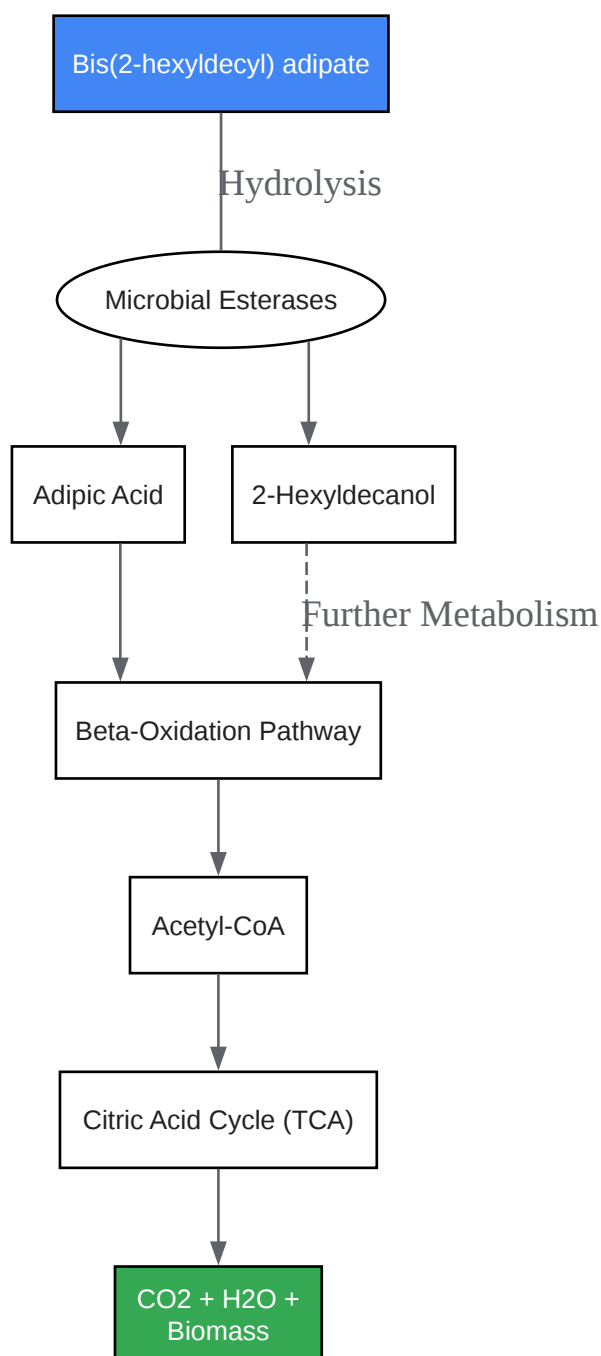 Bis(2-hexyldecyl) adipate
Hydrolysis
Microbial Esterases
Adipic Acid
2-Hexyldecanol
Further Metabolism
Beta-Oxidation Pathway
Acetyl-CoA
Citric Acid Cycle (TCA)
CO2 + H2O +
Biomass